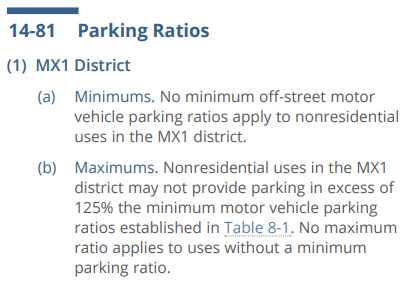 14-81 Parking Ratios
(1) MX1 District
(a) Minimums. No minimum off-street motor
vehicle parking ratios apply to nonresidential
uses in the MX1 district.
(b) Maximums. Nonresidential uses in the MX1
district may not provide parking in excess of
125% the minimum motor vehicle parking
ratios established in Table 8-1. No maximum
ratio applies to uses without a minimum
parking ratio.